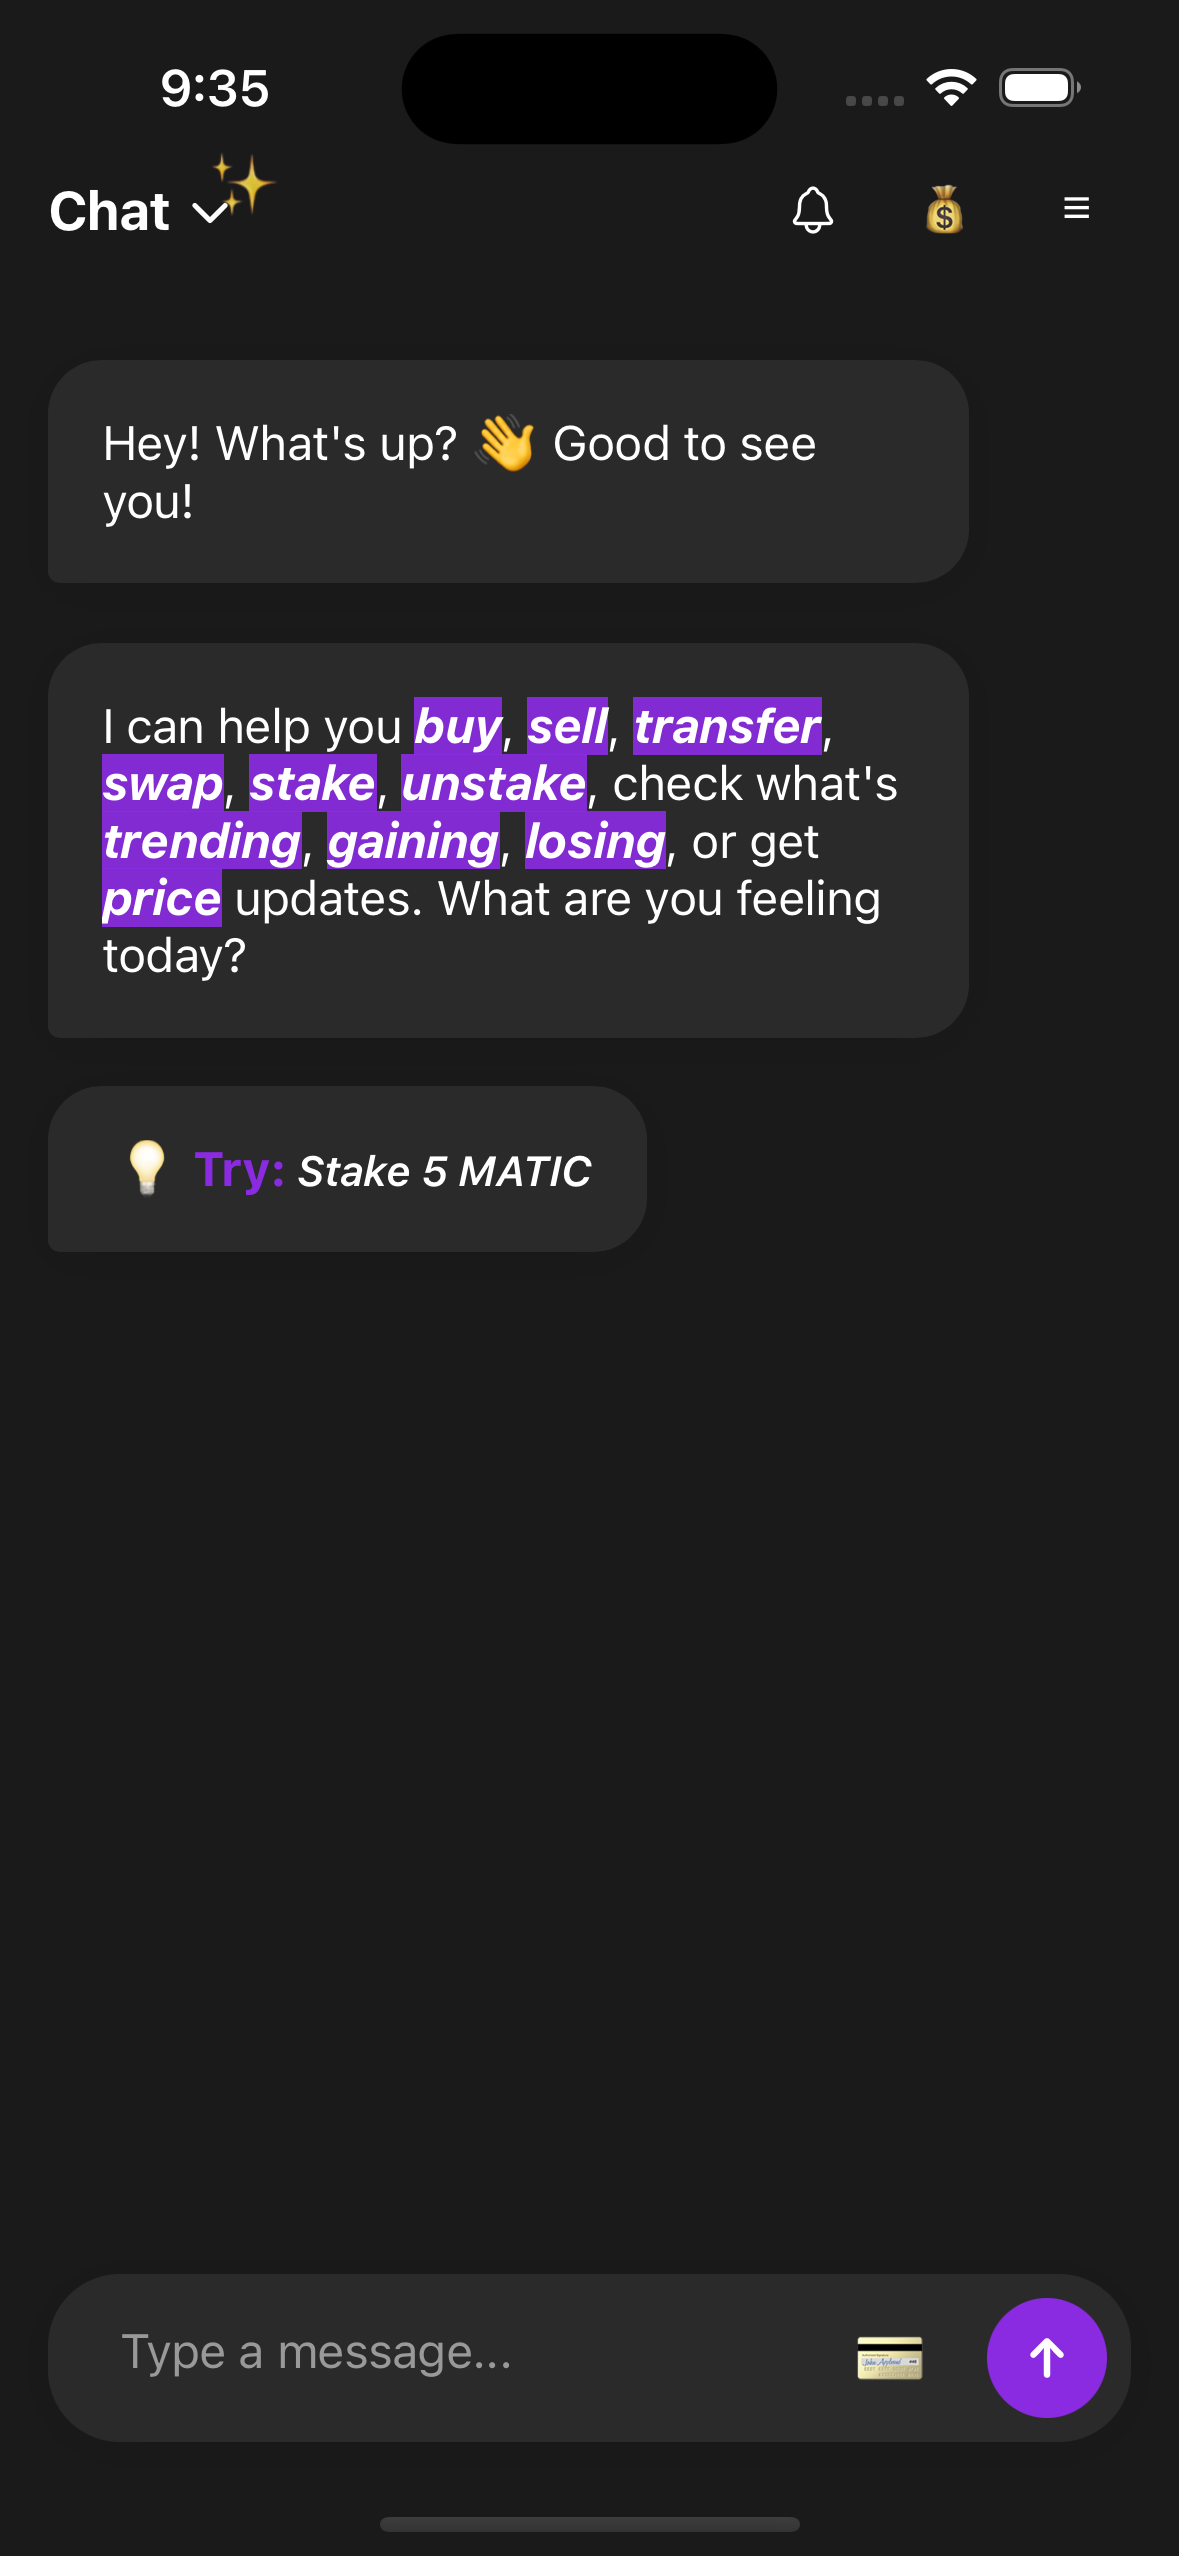 9:35
Chat
Hey! What's up? 👋 Good to see
you!
I can help you buy, sell, transfer,
swap, stake, unstake, check what's
trending, gaining, losing, or get
price updates. What are you feeling
today?
💡 Try: Stake 5 MATIC
Type a message...